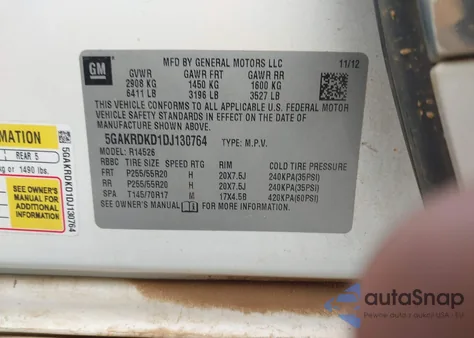 GM
MFD BY GENERAL MOTORS LLC 11/12
GVWR GAWR FRT GAWR RR
2908 KG 1450 KG 1600 KG
6411 LB 3196 LB 3527 LB
THIS VEHICLE CONFORMS TO ALL APPLICABLE U.S. FEDERAL MOTOR
VEHICLE SAFETY/BUMPER STANDARDS IN EFFECT ON THE DATE OF
MANUFACTURE SHOWN ABOVE.
5GAKRDKD1DJ130764 TYPE: M.P.V.
MODEL: R14526
RBBC TIRE SIZE SPEED RTG RIM COLD TIRE PRESSURE
FRT P255/55R20 H 20X7.5J 240KPA(35PSI)
RR P255/55R20 H 20X7.5J 240KPA(35PSI)
SPA T145/70R17 M 17X4.5B 420KPA(60PSI)
SEE OWNER'S MANUAL FOR MORE INFORMATION.
FORMATION
REAR 5
kg or 1490 lbs.
SEE OWNER'S
MANUAL FOR
ADDITIONAL
INFORMATION
5GAKRDKD1DJ130764
autoSnap